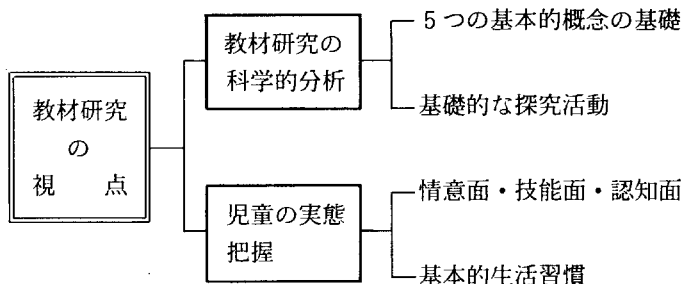 教材研究
の
視　点
教材研究の
科学的分析
5つの基本的概念の基礎
基礎的な探究活動
児童の実態
把握
情意面・技能面・認知面
基本的生活習慣